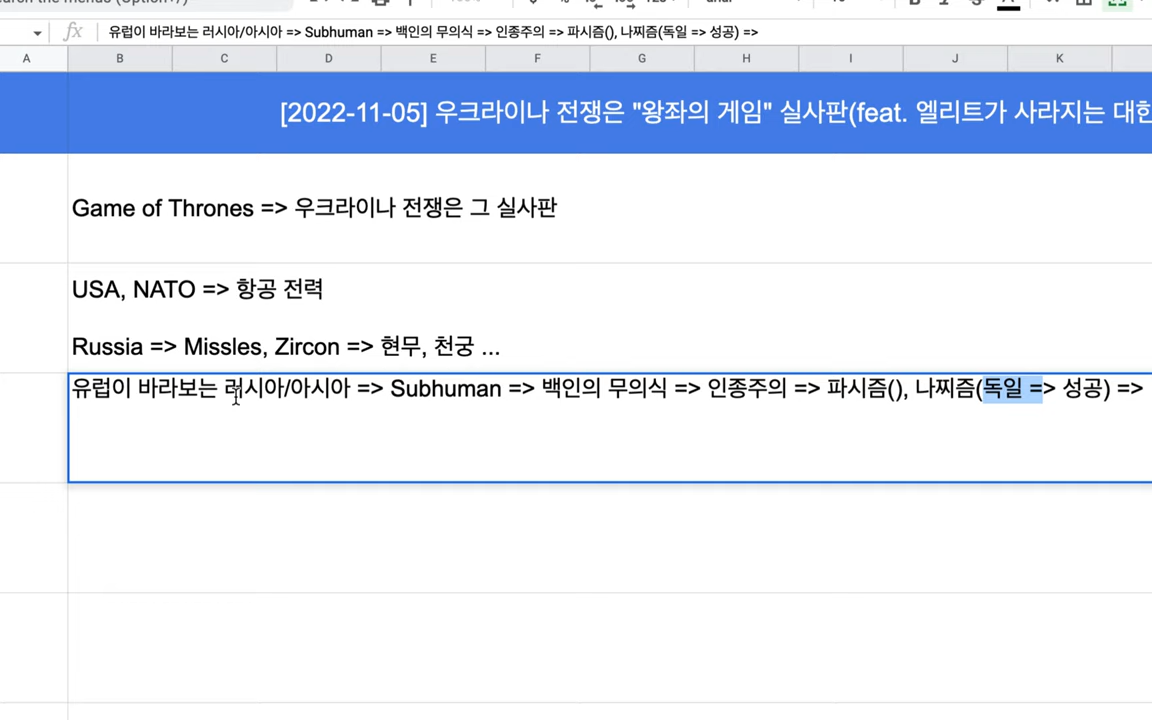 유럽이 바라보는 러시아/아시아 => Subhuman => 백인의 무의식 => 인종주의 => 파시즘(), 나찌즘(독일 => 성공) =>
A B C D E F G H I J K
[2022-11-05] 우크라이나 전쟁은 "왕좌의 게임" 실사판(feat. 엘리트가 사라지는 대한
Game of Thrones => 우크라이나 전쟁은 그 실사판
USA, NATO => 항공 전력
Russia => Missles, Zircon => 현무, 천궁 ...
유럽이 바라보는 러시아/아시아 => Subhuman => 백인의 무의식 => 인종주의 => 파시즘(), 나찌즘(독일 => 성공) =>